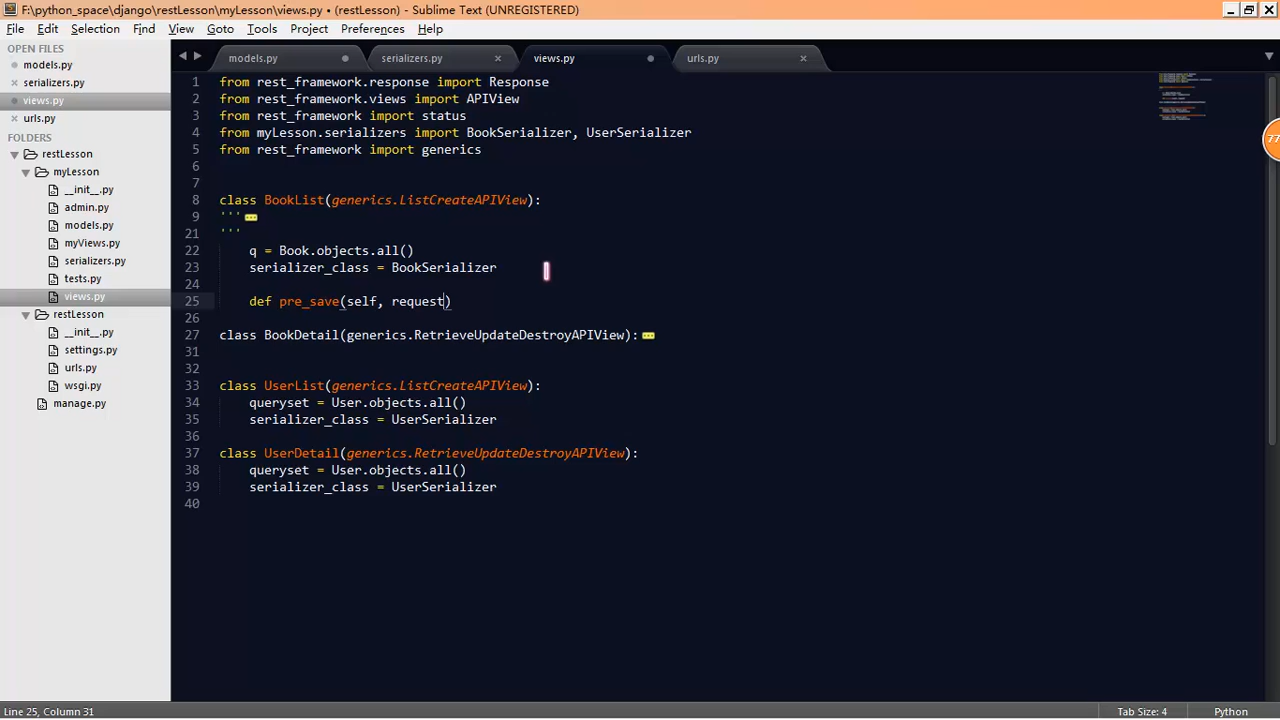 F:\python_space\django\restLesson\myLesson\views.py • (restLesson) - Sublime Text (UNREGISTERED)
File Edit Selection Find View Goto Tools Project Preferences Help
OPEN FILES
models.py
serializers.py
views.py
urls.py
FOLDERS
restLesson
myLesson
__init__.py
admin.py
models.py
myViews.py
serializers.py
tests.py
views.py
restLesson
__init__.py
settings.py
urls.py
wsgi.py
manage.py
models.py serializers.py views.py urls.py
1 from rest_framework.response import Response
2 from rest_framework.views import APIView
3 from rest_framework import status
4 from myLesson.serializers import BookSerializer, UserSerializer
5 from rest_framework import generics
6
7
8 class BookList(generics.ListCreateAPIView):
9 '''
21 '''
22 q = Book.objects.all()
23 serializer_class = BookSerializer
24
25 def pre_save(self, request)
26
27 class BookDetail(generics.RetrieveUpdateDestroyAPIView):
31
32
33 class UserList(generics.ListCreateAPIView):
34 queryset = User.objects.all()
35 serializer_class = UserSerializer
36
37 class UserDetail(generics.RetrieveUpdateDestroyAPIView):
38 queryset = User.objects.all()
39 serializer_class = UserSerializer
40
77
Line 25, Column 31 Tab Size: 4 Python